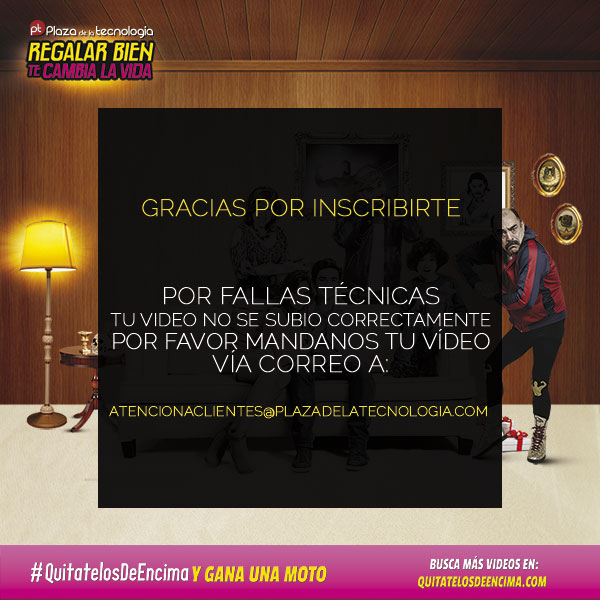 pt Plaza de la tecnología
REGALAR BIEN
TE CAMBIA LA VIDA
GRACIAS POR INSCRIBIRTE
POR FALLAS TÉCNICAS
TU VIDEO NO SE SUBIO CORRECTAMENTE
POR FAVOR MANDANOS TU VÍDEO
VÍA CORREO A:
ATENCIONACLIENTES@PLAZADELATECNOLOGIA.COM
#QuitatelosDeEncima Y GANA UNA MOTO
BUSCA MÁS VIDEOS EN:
QUITATELOSDEENCIMA.COM